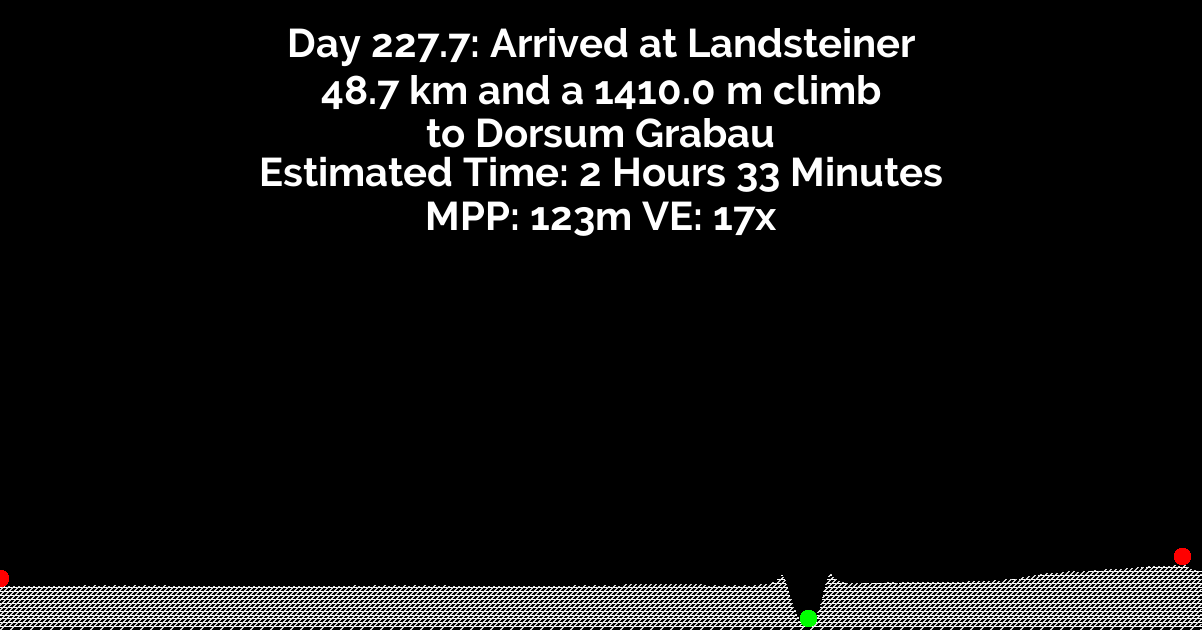 Day 227.7: Arrived at Landsteiner
48.7 km and a 1410.0 m climb
to Dorsum Grabau
Estimated Time: 2 Hours 33 Minutes
MPP: 123m VE: 17x